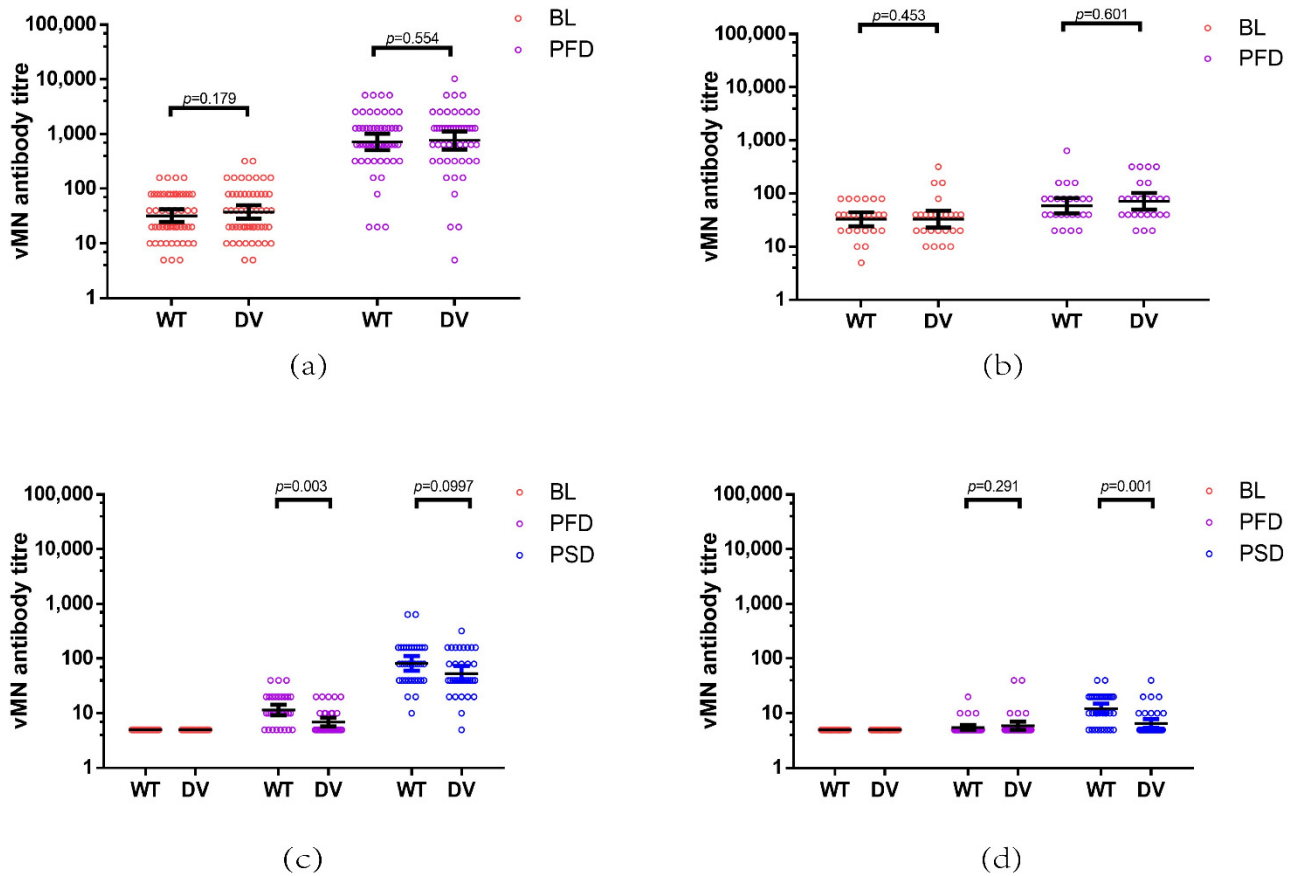 100,000
10,000
1,000
100
10
1
vMN antibody titre
p=0.179
p=0.554
BL
PFD
WT DV WT DV
(a)
100,000
10,000
1,000
100
10
1
vMN antibody titre
p=0.453
p=0.601
BL
PFD
WT DV WT DV
(b)
100,000
10,000
1,000
100
10
1
vMN antibody titre
p=0.003
p=0.0997
BL
PFD
PSD
WT DV WT DV WT DV
(c)
100,000
10,000
1,000
100
10
1
vMN antibody titre
p=0.291
p=0.001
BL
PFD
PSD
WT DV WT DV WT DV
(d)